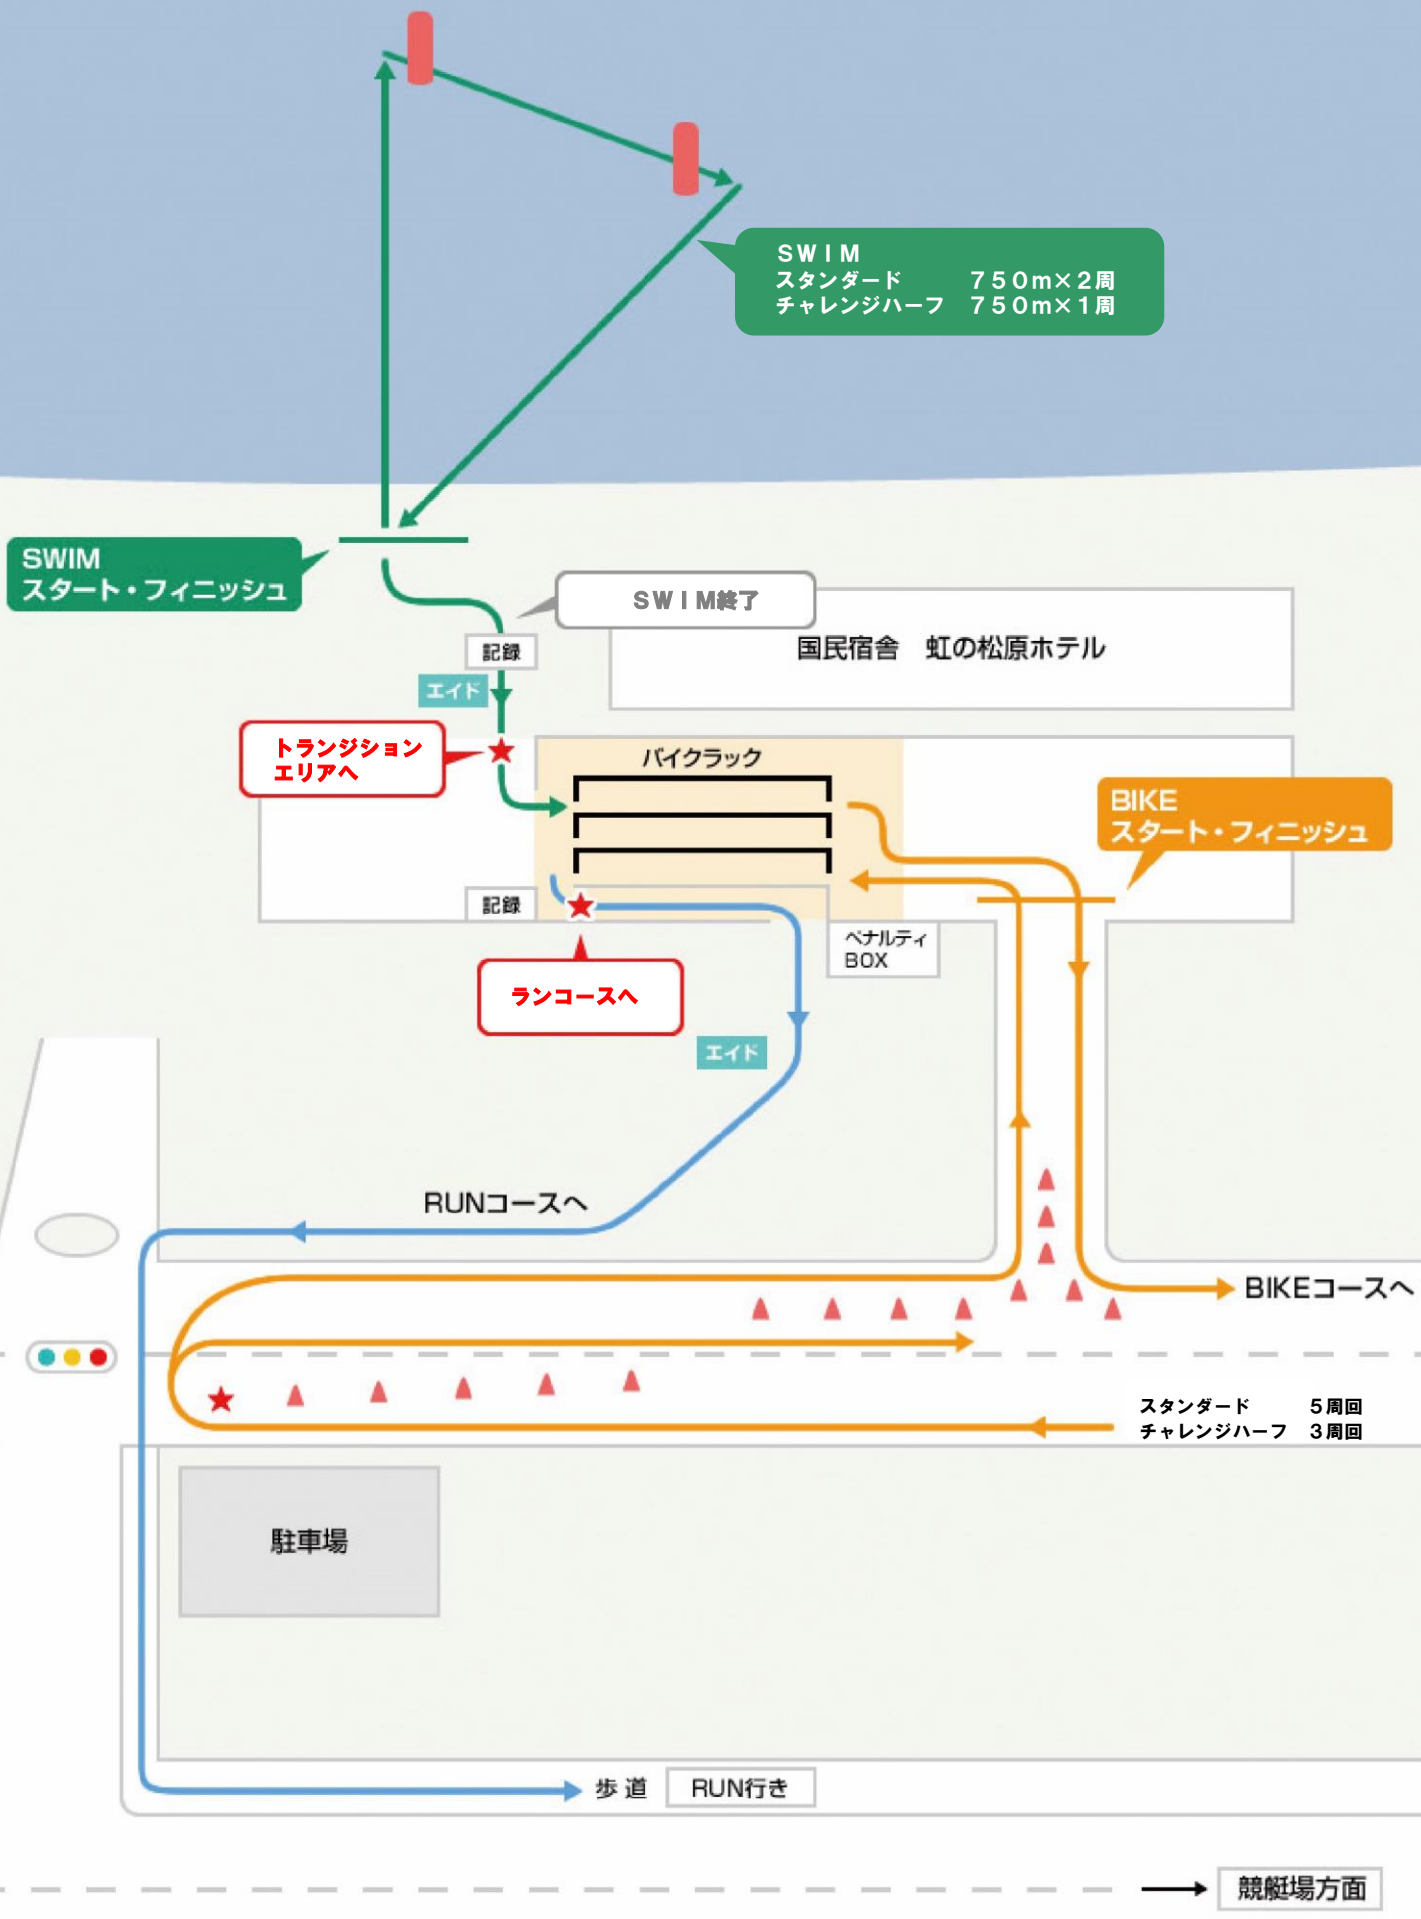 SWIM
スタンダード　７５０ｍ×２周
チャレンジハーフ　７５０ｍ×１周
SWIM
スタート・フィニッシュ
SWIM終了
国民宿舎　虹の松原ホテル
記録
エイド
トランジション
エリアへ
バイクラック
BIKE
スタート・フィニッシュ
記録
ペナルティ
BOX
ランコースへ
エイド
RUNコースへ
BIKEコースへ
スタンダード　５周回
チャレンジハーフ　３周回
駐車場
歩道　RUN行き
競艇場方面